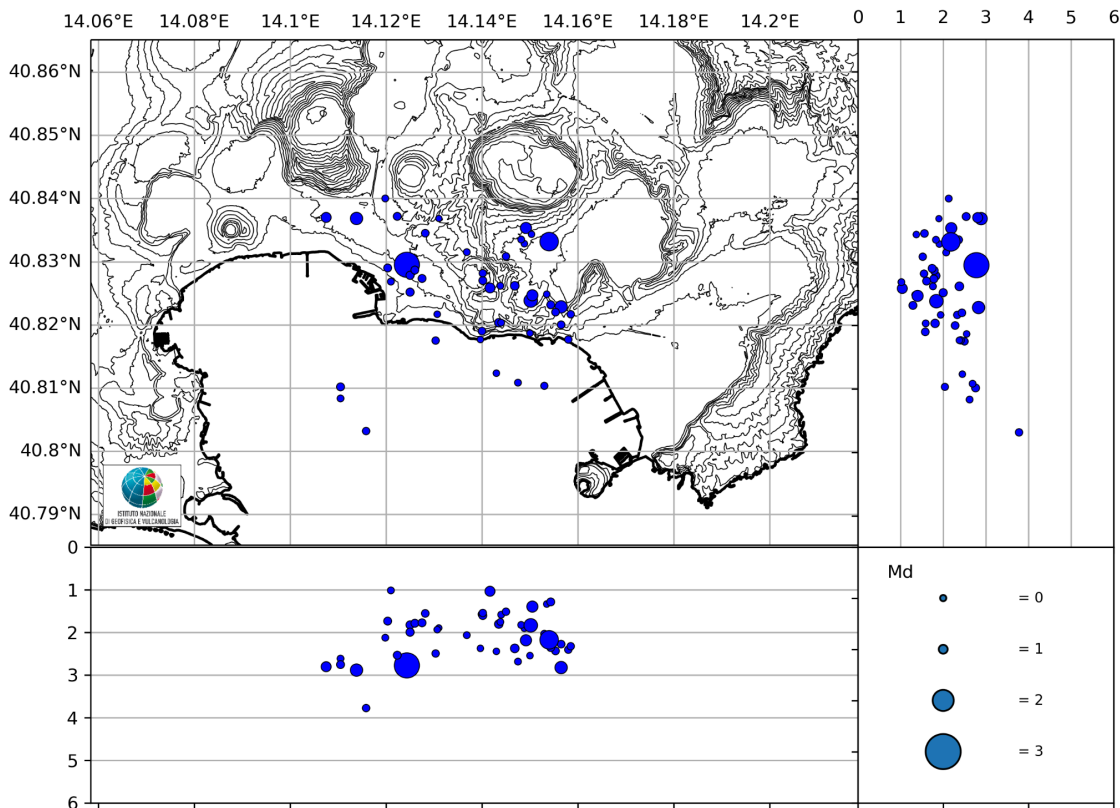 14.06°E 14.08°E 14.1°E 14.12°E 14.14°E 14.16°E 14.18°E 14.2°E 0 1 2 3 4 5 6
40.86°N
40.85°N
40.84°N
40.83°N
40.82°N
40.81°N
40.8°N
40.79°N
ISTITUTO NAZIONALE
DI GEOFISICA E VULCANOLOGIA
0
1
2
3
4
5
6
Md
= 0
= 1
= 2
= 3